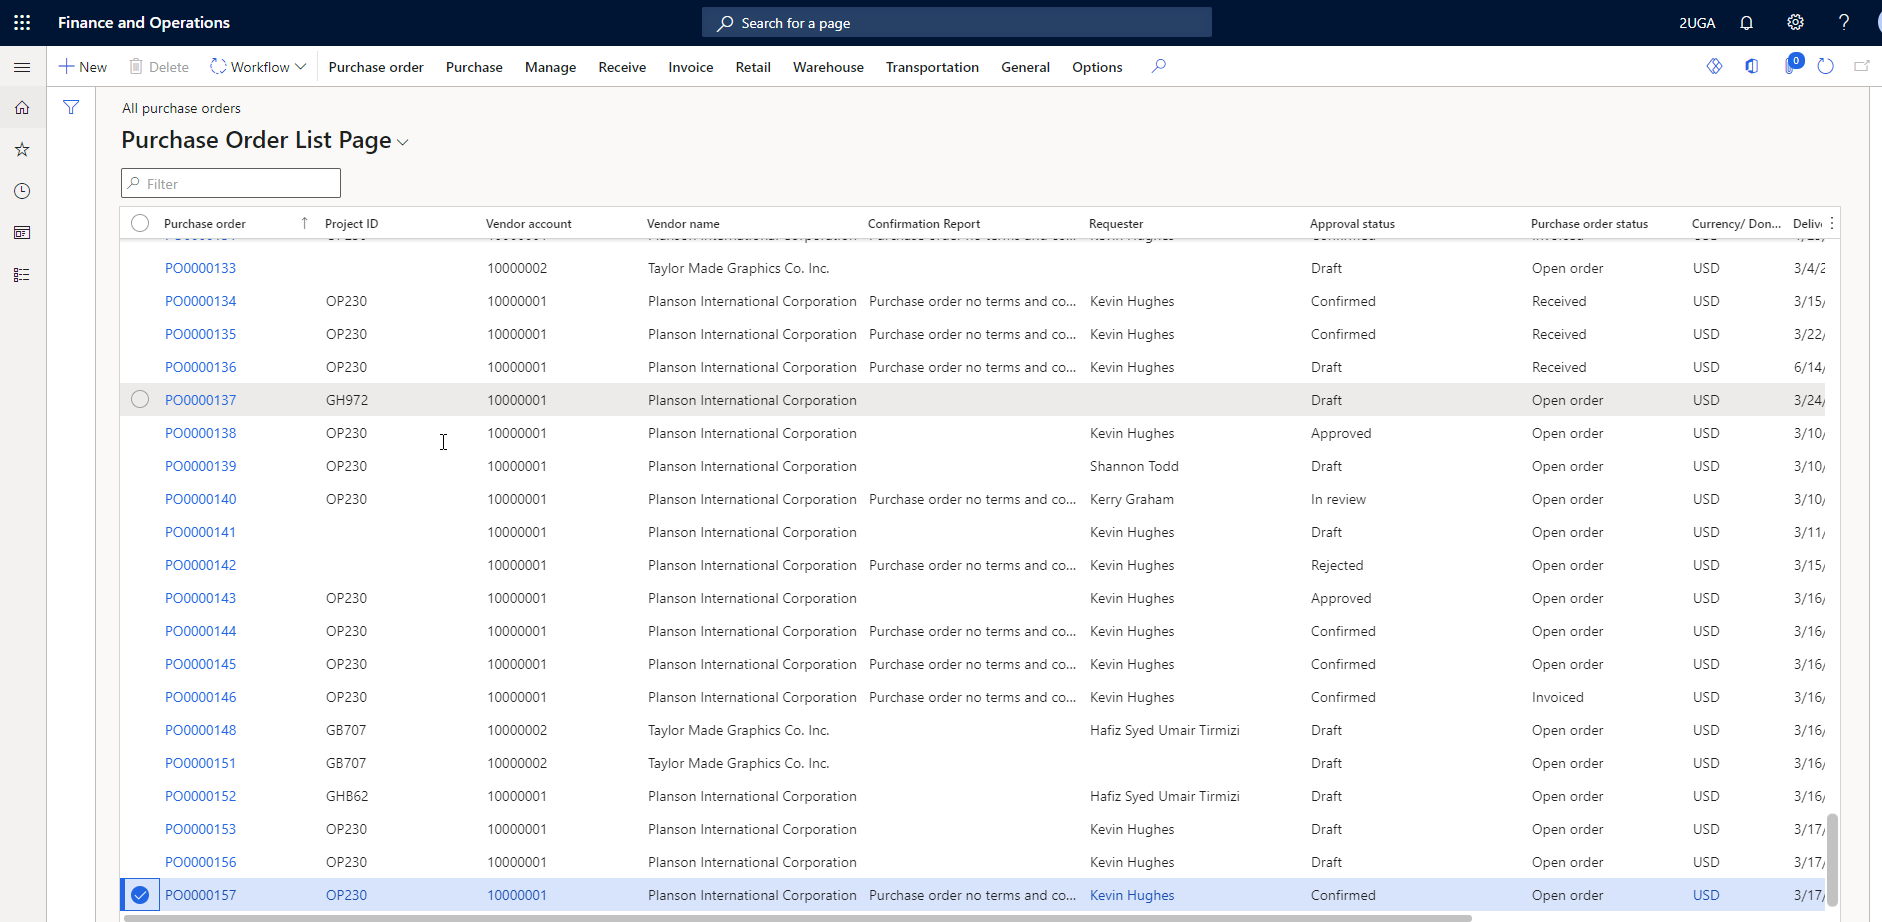 Finance and Operations Search for a page 2UGA ?
New Delete Workflow Purchase order Purchase Manage Receive Invoice Retail Warehouse Transportation General Options 0
All purchase orders
Purchase Order List Page
Filter
Purchase order Project ID Vendor account Vendor name Confirmation Report Requester Approval status Purchase order status Currency/ Don... Deliv
PO0000133 10000002 Taylor Made Graphics Co. Inc. Draft Open order USD 3/4/2
PO0000134 OP230 10000001 Planson International Corporation Purchase order no terms and co... Kevin Hughes Confirmed Received USD 3/15/
PO0000135 OP230 10000001 Planson International Corporation Purchase order no terms and co... Kevin Hughes Confirmed Received USD 3/22/
PO0000136 OP230 10000001 Planson International Corporation Purchase order no terms and co... Kevin Hughes Draft Received USD 6/14/
PO0000137 GH972 10000001 Planson International Corporation Draft Open order USD 3/24/
PO0000138 OP230 10000001 Planson International Corporation Kevin Hughes Approved Open order USD 3/10/
PO0000139 OP230 10000001 Planson International Corporation Shannon Todd Draft Open order USD 3/10/
PO0000140 OP230 10000001 Planson International Corporation Purchase order no terms and co... Kerry Graham In review Open order USD 3/10/
PO0000141 10000001 Planson International Corporation Kevin Hughes Draft Open order USD 3/11/
PO0000142 10000001 Planson International Corporation Purchase order no terms and co... Kevin Hughes Rejected Open order USD 3/15/
PO0000143 OP230 10000001 Planson International Corporation Kevin Hughes Approved Open order USD 3/16/
PO0000144 OP230 10000001 Planson International Corporation Purchase order no terms and co... Kevin Hughes Confirmed Open order USD 3/16/
PO0000145 OP230 10000001 Planson International Corporation Purchase order no terms and co... Kevin Hughes Confirmed Open order USD 3/16/
PO0000146 OP230 10000001 Planson International Corporation Purchase order no terms and co... Kevin Hughes Confirmed Invoiced USD 3/16/
PO0000148 GB707 10000002 Taylor Made Graphics Co. Inc. Hafiz Syed Umair Tirmizi Draft Open order USD 3/16/
PO0000151 GB707 10000002 Taylor Made Graphics Co. Inc. Draft Open order USD 3/16/
PO0000152 GHB62 10000001 Planson International Corporation Hafiz Syed Umair Tirmizi Draft Open order USD 3/16/
PO0000153 OP230 10000001 Planson International Corporation Kevin Hughes Draft Open order USD 3/17/
PO0000156 OP230 10000001 Planson International Corporation Kevin Hughes Draft Open order USD 3/17/
PO0000157 OP230 10000001 Planson International Corporation Purchase order no terms and co... Kevin Hughes Confirmed Open order USD 3/17/